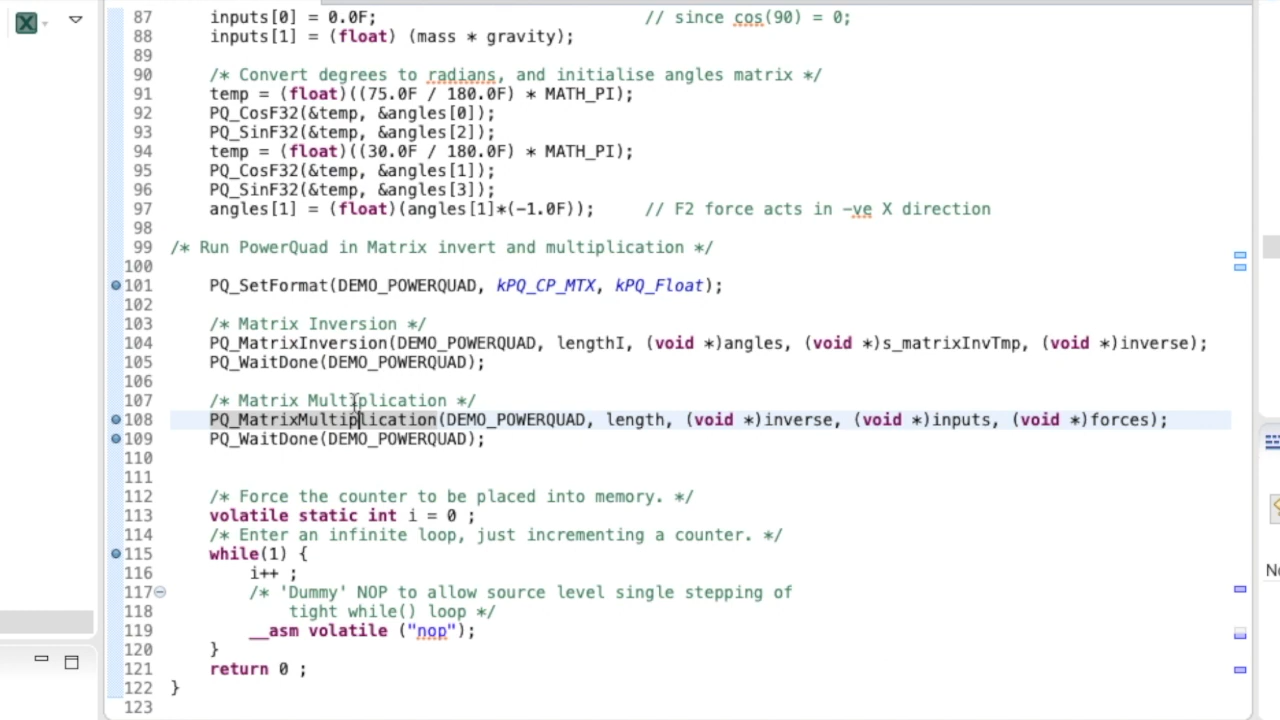 87 inputs[0] = 0.0F; // since cos(90) = 0;
88 inputs[1] = (float) (mass * gravity);
89
90 /* Convert degrees to radians, and initialise angles matrix */
91 temp = (float)((75.0F / 180.0F) * MATH_PI);
92 PQ_CosF32(&temp, &angles[0]);
93 PQ_SinF32(&temp, &angles[2]);
94 temp = (float)((30.0F / 180.0F) * MATH_PI);
95 PQ_CosF32(&temp, &angles[1]);
96 PQ_SinF32(&temp, &angles[3]);
97 angles[1] = (float)(angles[1]*(-1.0F)); // F2 force acts in -ve X direction
98
99 /* Run PowerQuad in Matrix invert and multiplication */
100
101 PQ_SetFormat(DEMO_POWERQUAD, kPQ_CP_MTX, kPQ_Float);
102
103 /* Matrix Inversion */
104 PQ_MatrixInversion(DEMO_POWERQUAD, lengthI, (void *)angles, (void *)s_matrixInvTmp, (void *)inverse);
105 PQ_WaitDone(DEMO_POWERQUAD);
106
107 /* Matrix Multiplication */
108 PQ_MatrixMultiplication(DEMO_POWERQUAD, length, (void *)inverse, (void *)inputs, (void *)forces);
109 PQ_WaitDone(DEMO_POWERQUAD);
110
111
112 /* Force the counter to be placed into memory. */
113 volatile static int i = 0 ;
114 /* Enter an infinite loop, just incrementing a counter. */
115 while(1) {
116 i++ ;
117 /* 'Dummy' NOP to allow source level single stepping of
118 tight while() loop */
119 __asm volatile ("nop");
120 }
121 return 0 ;
122 }
123